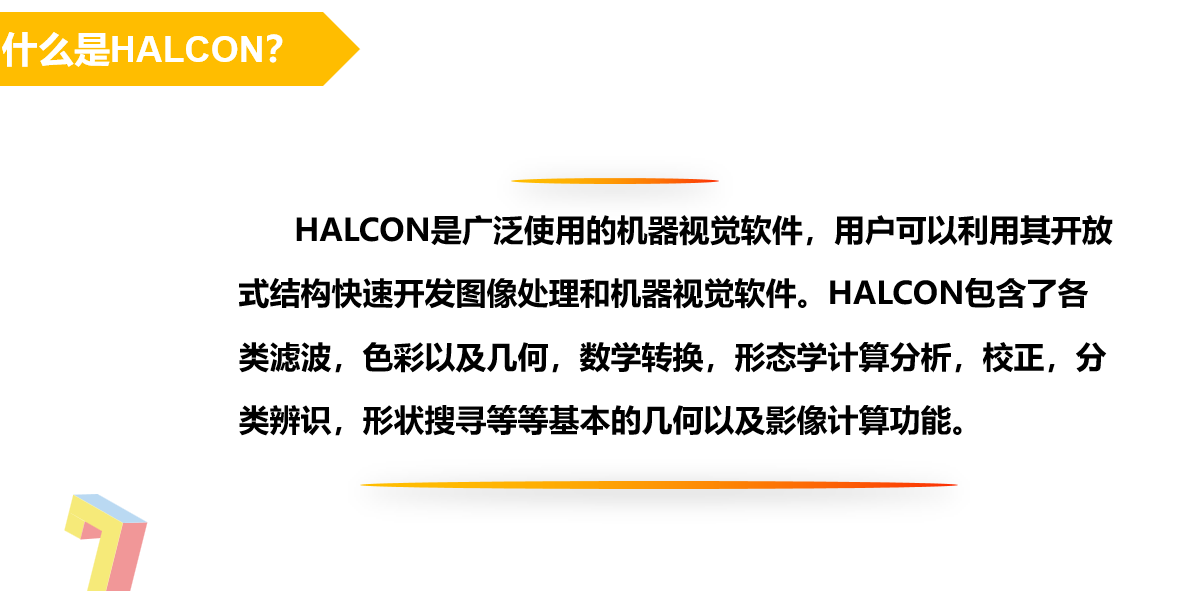 什么是HALCON?
HALCON是广泛使用的机器视觉软件，用户可以利用其开放
式结构快速开发图像处理和机器视觉软件。HALCON包含了各
类滤波，色彩以及几何，数学转换，形态学计算分析，校正，分
类辨识，形状搜寻等等基本的几何以及影像计算功能。